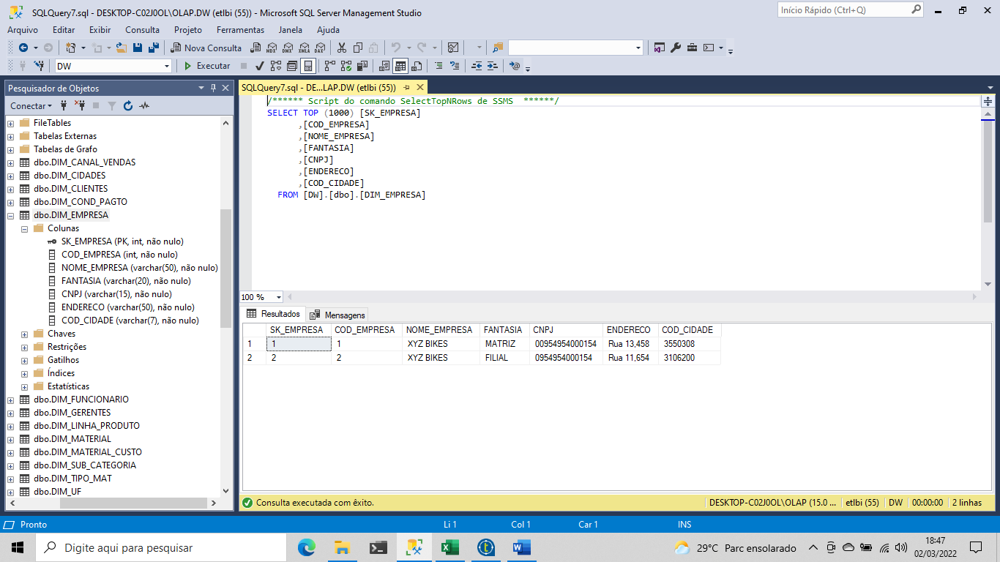 SQLQuery7.sql - DESKTOP-C02J0OL\OLAP.DW (etlbi (55)) - Microsoft SQL Server Management Studio
Início Rápido (Ctrl+Q)
Arquivo Editar Exibir Consulta Projeto Ferramentas Janela Ajuda
Nova Consulta MDX DMX XMLA DAX
DW Executar
Pesquisador de Objetos
Conectar
FileTables
Tabelas Externas
Tabelas de Grafo
dbo.DIM_CANAL_VENDAS
dbo.DIM_CIDADES
dbo.DIM_CLIENTES
dbo.DIM_COND_PAGTO
dbo.DIM_EMPRESA
Colunas
SK_EMPRESA (PK, int, não nulo)
COD_EMPRESA (int, não nulo)
NOME_EMPRESA (varchar(50), não nulo)
FANTASIA (varchar(20), não nulo)
CNPJ (varchar(15), não nulo)
ENDERECO (varchar(50), não nulo)
COD_CIDADE (varchar(7), não nulo)
Chaves
Restrições
Gatilhos
Índices
Estatísticas
dbo.DIM_FUNCIONARIO
dbo.DIM_GERENTES
dbo.DIM_LINHA_PRODUTO
dbo.DIM_MATERIAL
dbo.DIM_MATERIAL_CUSTO
dbo.DIM_SUB_CATEGORIA
dbo.DIM_TIPO_MAT
dbo.DIM_UF
SQLQuery7.sql - DE...LAP.DW (etlbi (55))
/****** Script do comando SelectTopNRows de SSMS ******/
SELECT TOP (1000) [SK_EMPRESA]
,[COD_EMPRESA]
,[NOME_EMPRESA]
,[FANTASIA]
,[CNPJ]
,[ENDERECO]
,[COD_CIDADE]
FROM [DW].[dbo].[DIM_EMPRESA]
100 %
Resultados Mensagens
SK_EMPRESA COD_EMPRESA NOME_EMPRESA FANTASIA CNPJ ENDERECO COD_CIDADE
1 1 1 XYZ BIKES MATRIZ 00954954000154 Rua 13,458 3550308
2 2 2 XYZ BIKES FILIAL 0954954000154 Rua 11,654 3106200
Consulta executada com êxito. DESKTOP-C02J0OL\OLAP (15.0 ... etlbi (55) DW 00:00:00 2 linhas
Pronto Li 1 Col 1 Car 1 INS
Digite aqui para pesquisar 29°C Parc ensolarado 18:47
02/03/2022